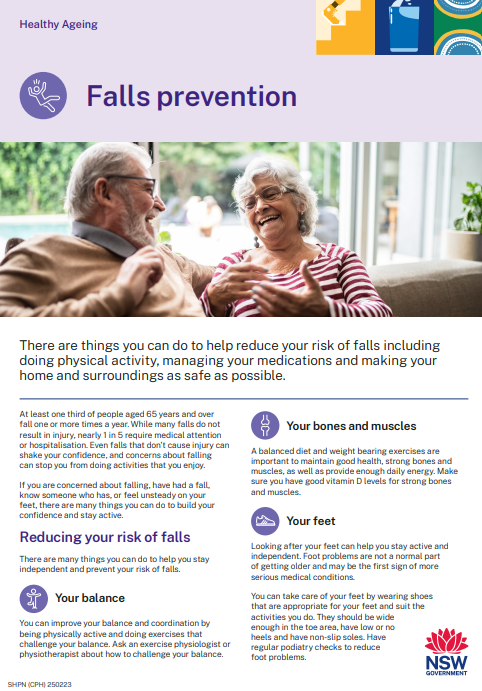 Healthy Ageing
Falls prevention
There are things you can do to help reduce your risk of falls including
doing physical activity, managing your medications and making your
home and surroundings as safe as possible.
At least one third of people aged 65 years and over
fall one or more times a year. While many falls do not
result in injury, nearly 1 in 5 require medical attention
or hospitalisation. Even falls that don't cause injury can
shake your confidence, and concerns about falling
can stop you from doing activities that you enjoy.
If you are concerned about falling, have had a fall,
know someone who has, or feel unsteady on your
feet, there are many things you can do to build your
confidence and stay active.
Reducing your risk of falls
There are many things you can do to help you stay
independent and prevent your risk of falls.
Your balance
You can improve your balance and coordination by
being physically active and doing exercises that
challenge your balance. Ask an exercise physiologist or
physiotherapist about how to challenge your balance.
Your bones and muscles
A balanced diet and weight bearing exercises are
important to maintain good health, strong bones and
muscles, as well as provide enough daily energy. Make
sure you have good vitamin D levels for strong bones
and muscles.
Your feet
Looking after your feet can help you stay active and
independent. Foot problems are not a normal part
of getting older and may be the first sign of more
serious medical conditions.
You can take care of your feet by wearing shoes
that are appropriate for your feet and suit the
activities you do. They should be wide
enough in the toe area, have low or no
heels and have non-slip soles. Have
regular podiatry checks to reduce
foot problems.
NSW
GOVERNMENT
SHPN (CPH) 250223